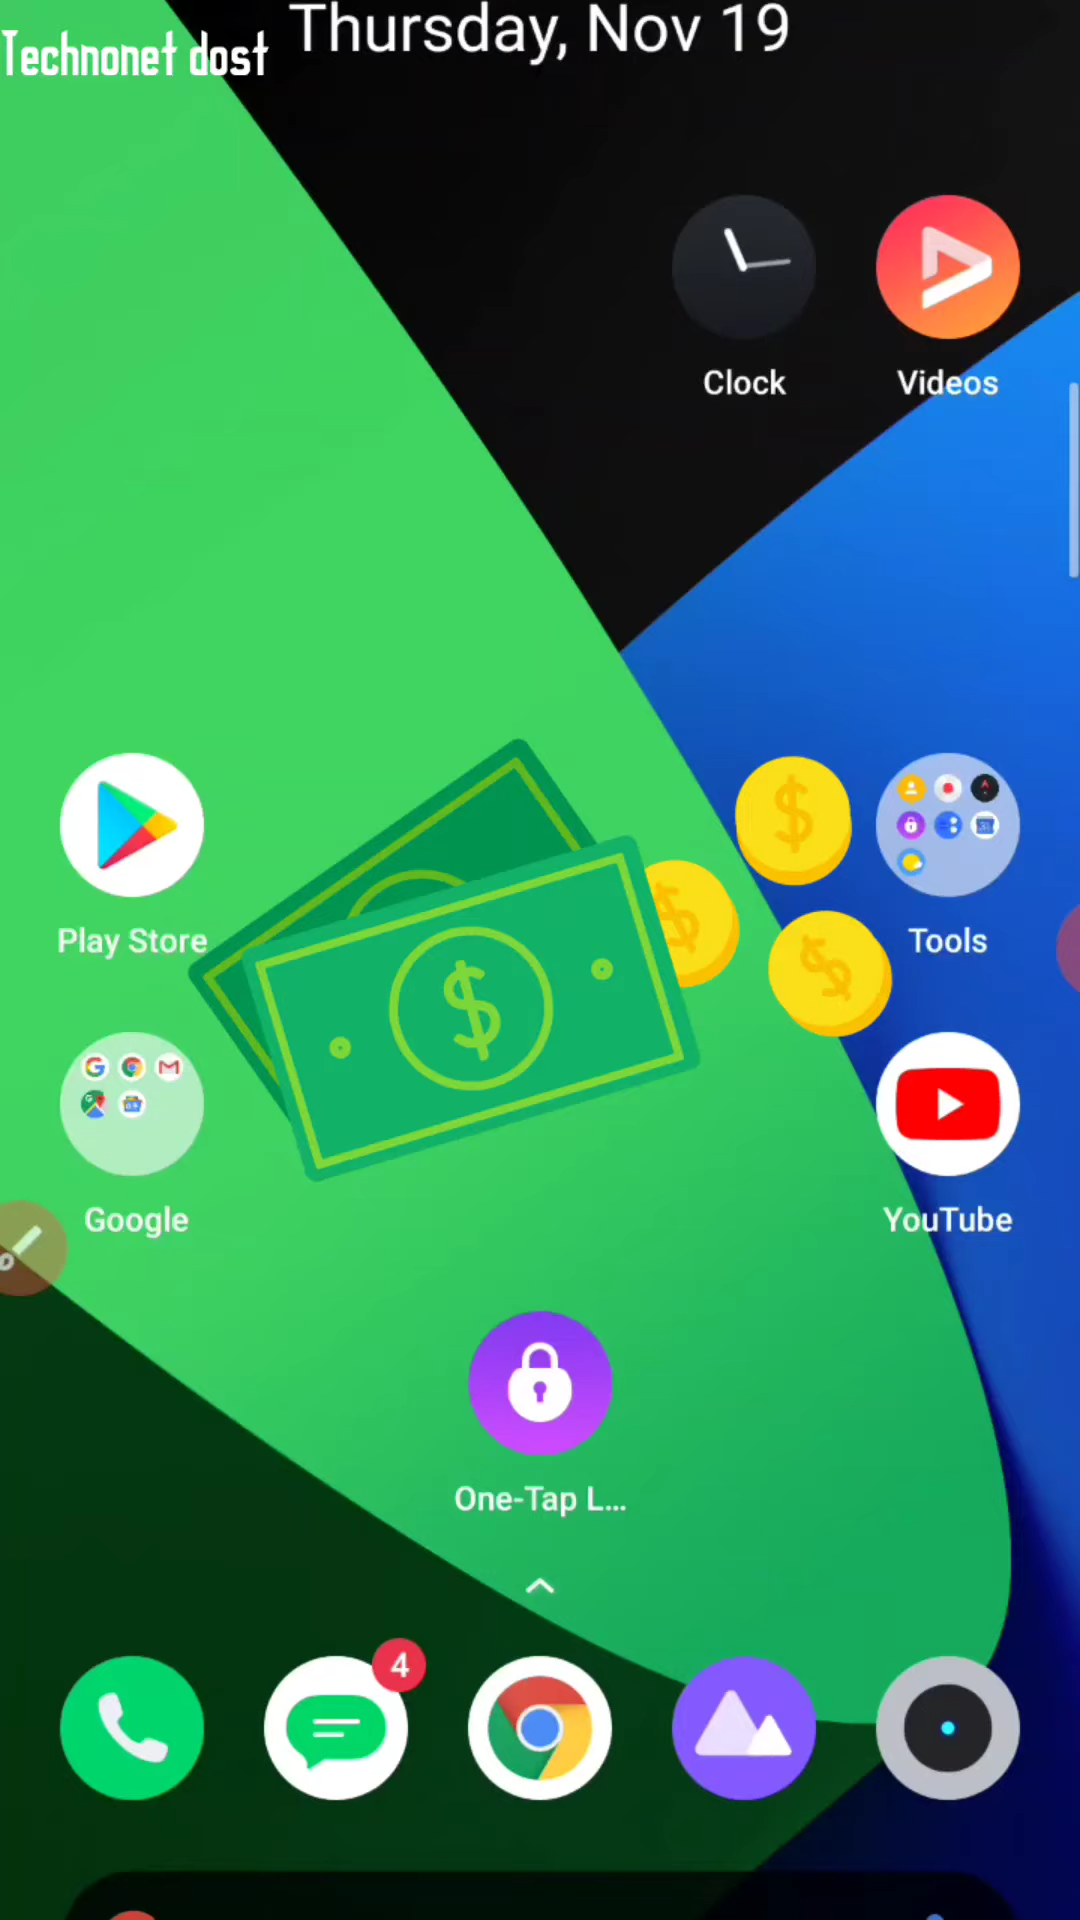 Technonet dost
Thursday, Nov 19
Clock
Videos
Play Store
Tools
Google
YouTube
One-Tap L...
4